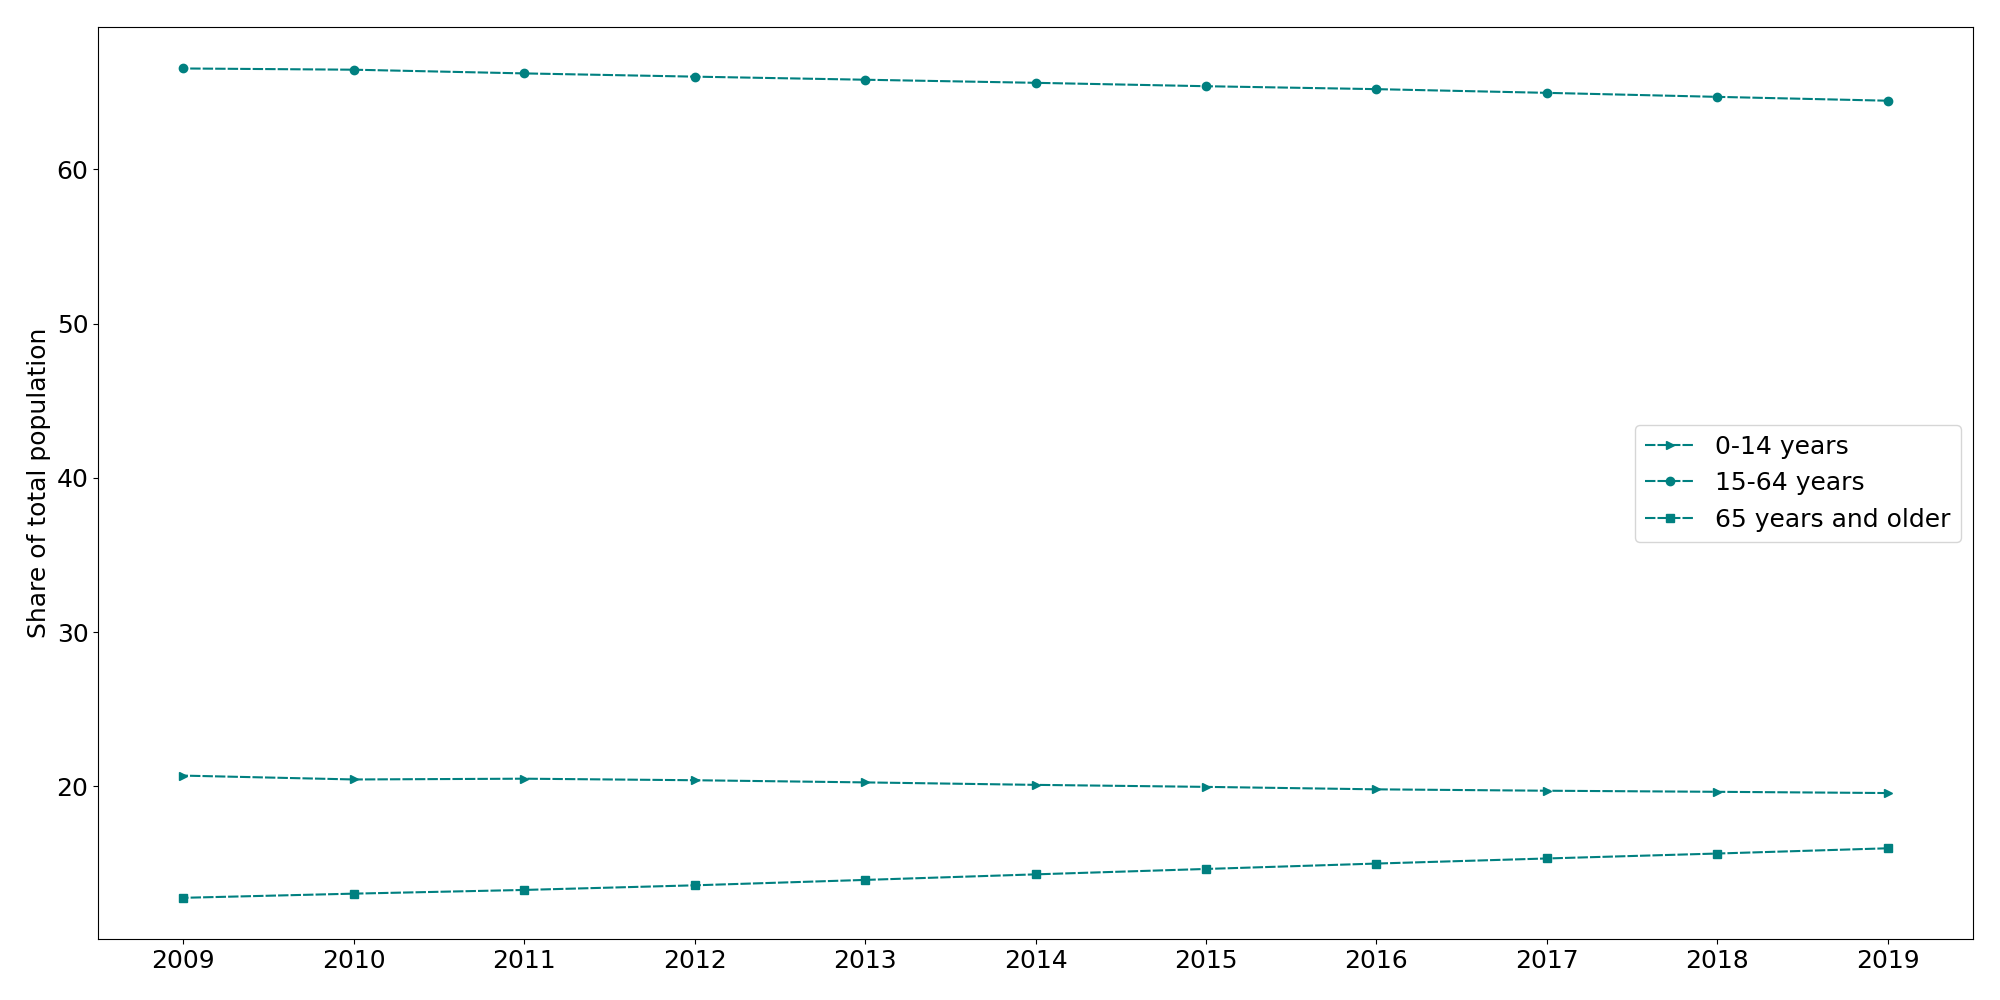 Share of total population
60
50
40
30
20
2009 2010 2011 2012 2013 2014 2015 2016 2017 2018 2019
0-14 years
15-64 years
65 years and older